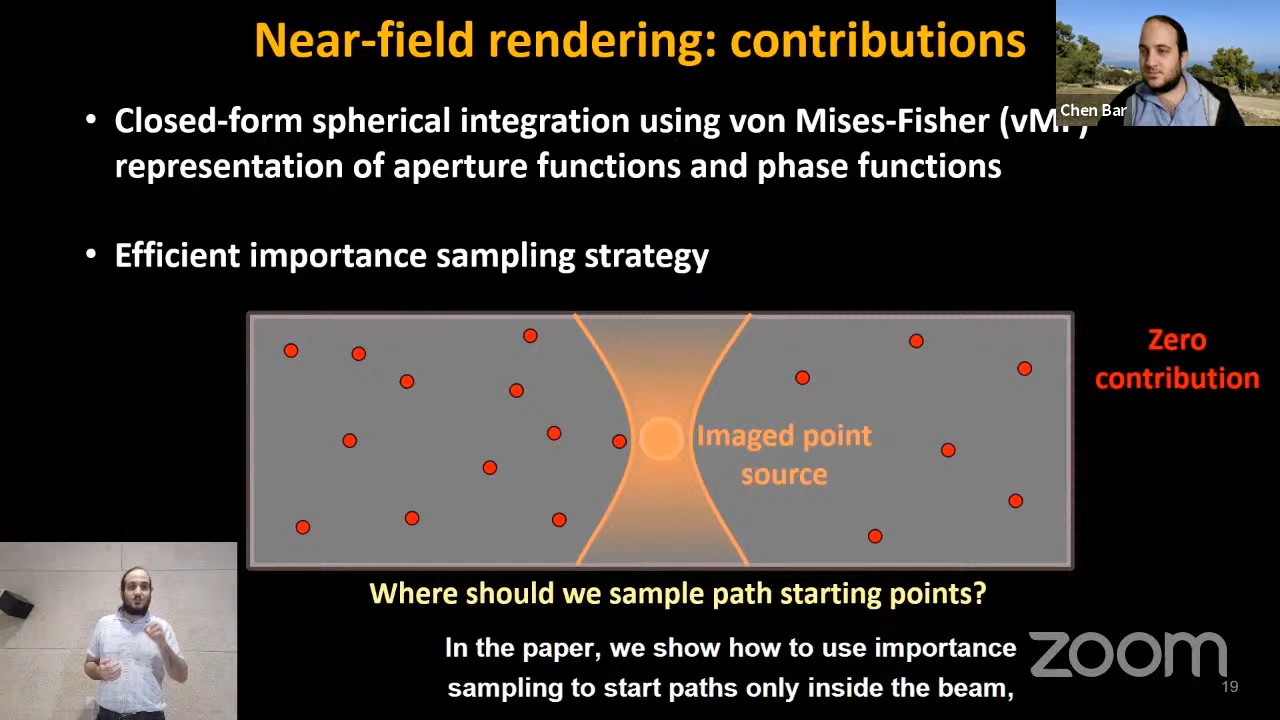 Near-field rendering: contributions
Chen Bar
• Closed-form spherical integration using von Mises-Fisher
representation of aperture functions and phase functions
• Efficient importance sampling strategy
Zero
contribution
Imaged point
source
Where should we sample path starting points?
In the paper, we show how to use importance
sampling to start paths only inside the beam,
zoom
19